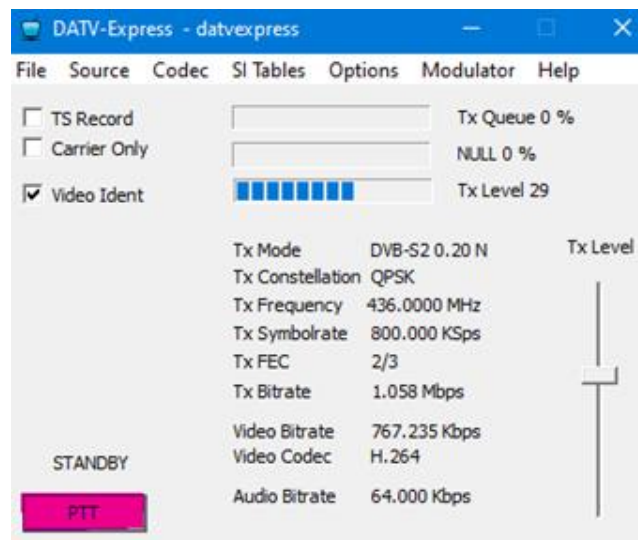 DATV-Express - datvexpress
File Source Codec SI Tables Options Modulator Help
TS Record Tx Queue 0 %
Carrier Only NULL 0 %
Video Ident Tx Level 29
Tx Mode DVB-S2 0.20 N Tx Level
Tx Constellation QPSK
Tx Frequency 436.0000 MHz
Tx Symbolrate 800.000 KSps
Tx FEC 2/3
Tx Bitrate 1.058 Mbps
Video Bitrate 767.235 Kbps
STANDBY Video Codec H.264
Audio Bitrate 64.000 Kbps
PTT